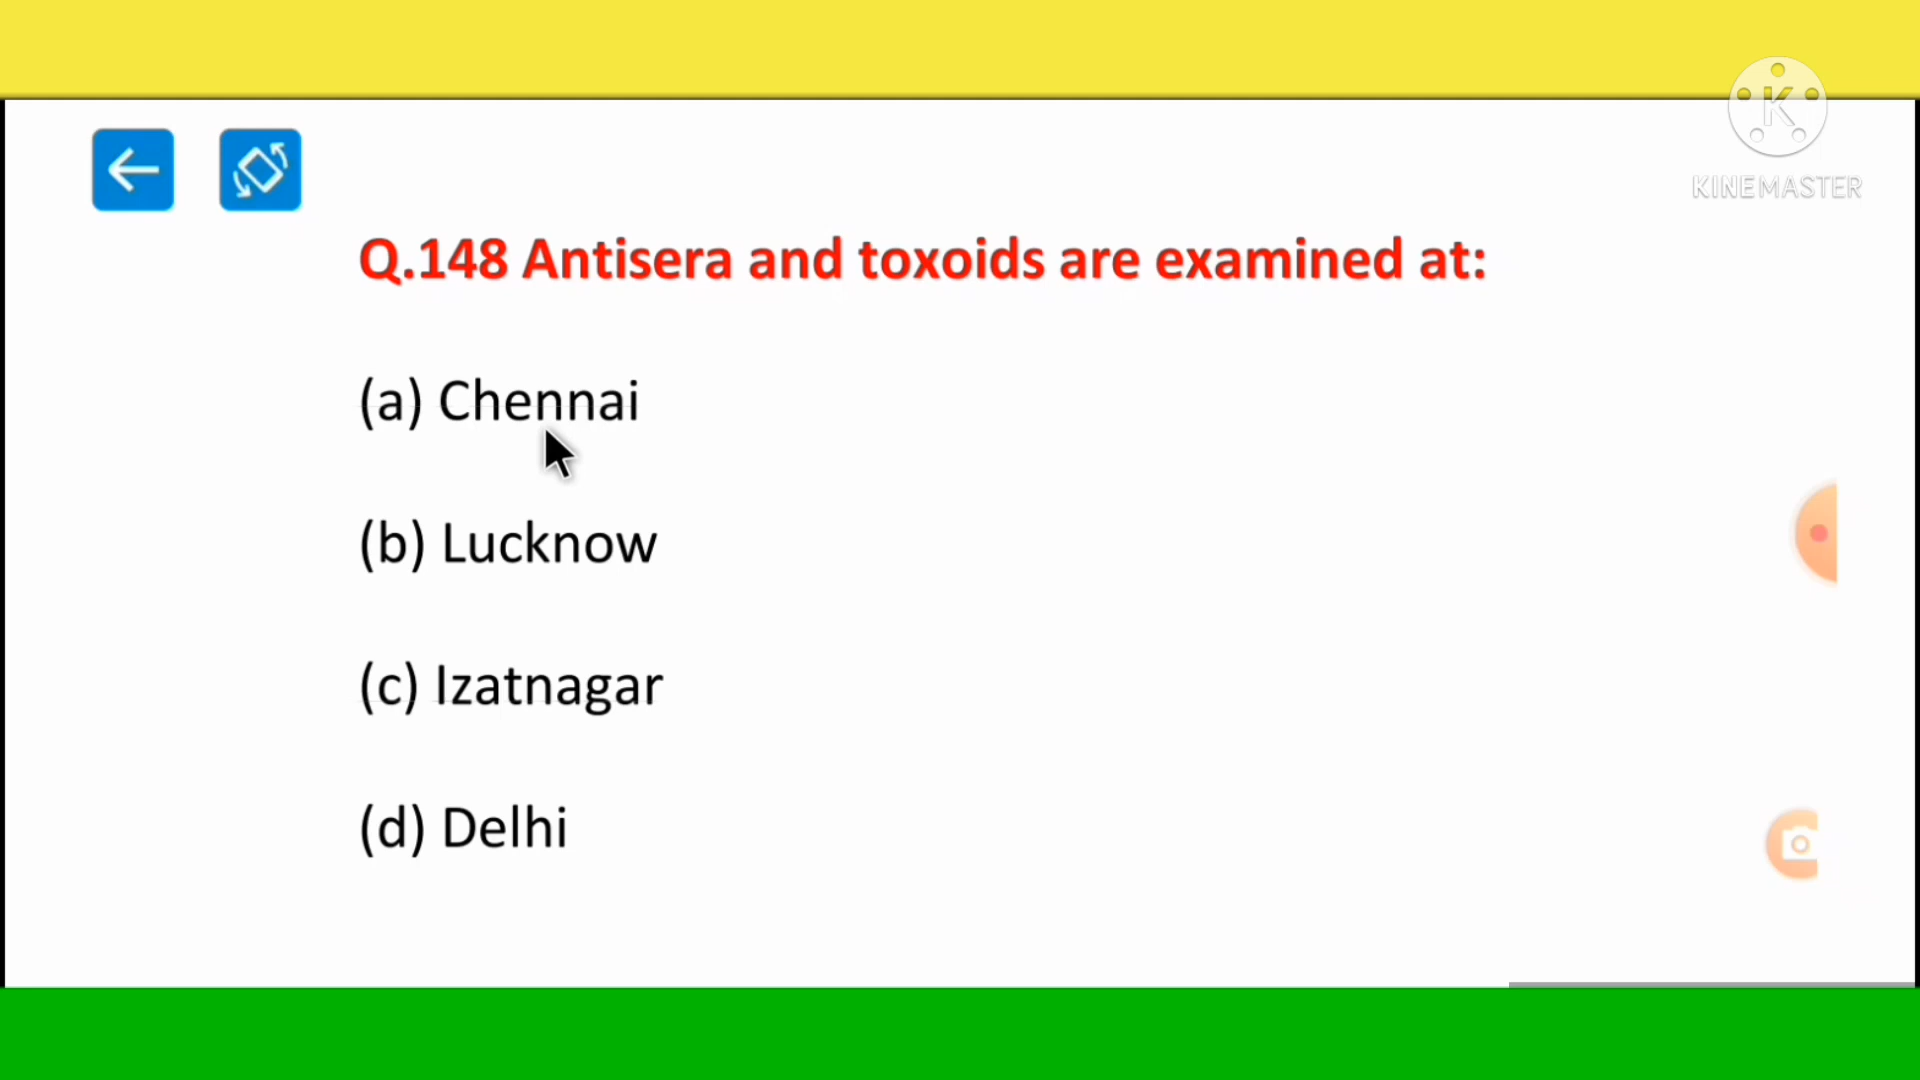 K
KINEMASTER
Q.148 Antisera and toxoids are examined at:
(a) Chennai
(b) Lucknow
(c) Izatnagar
(d) Delhi